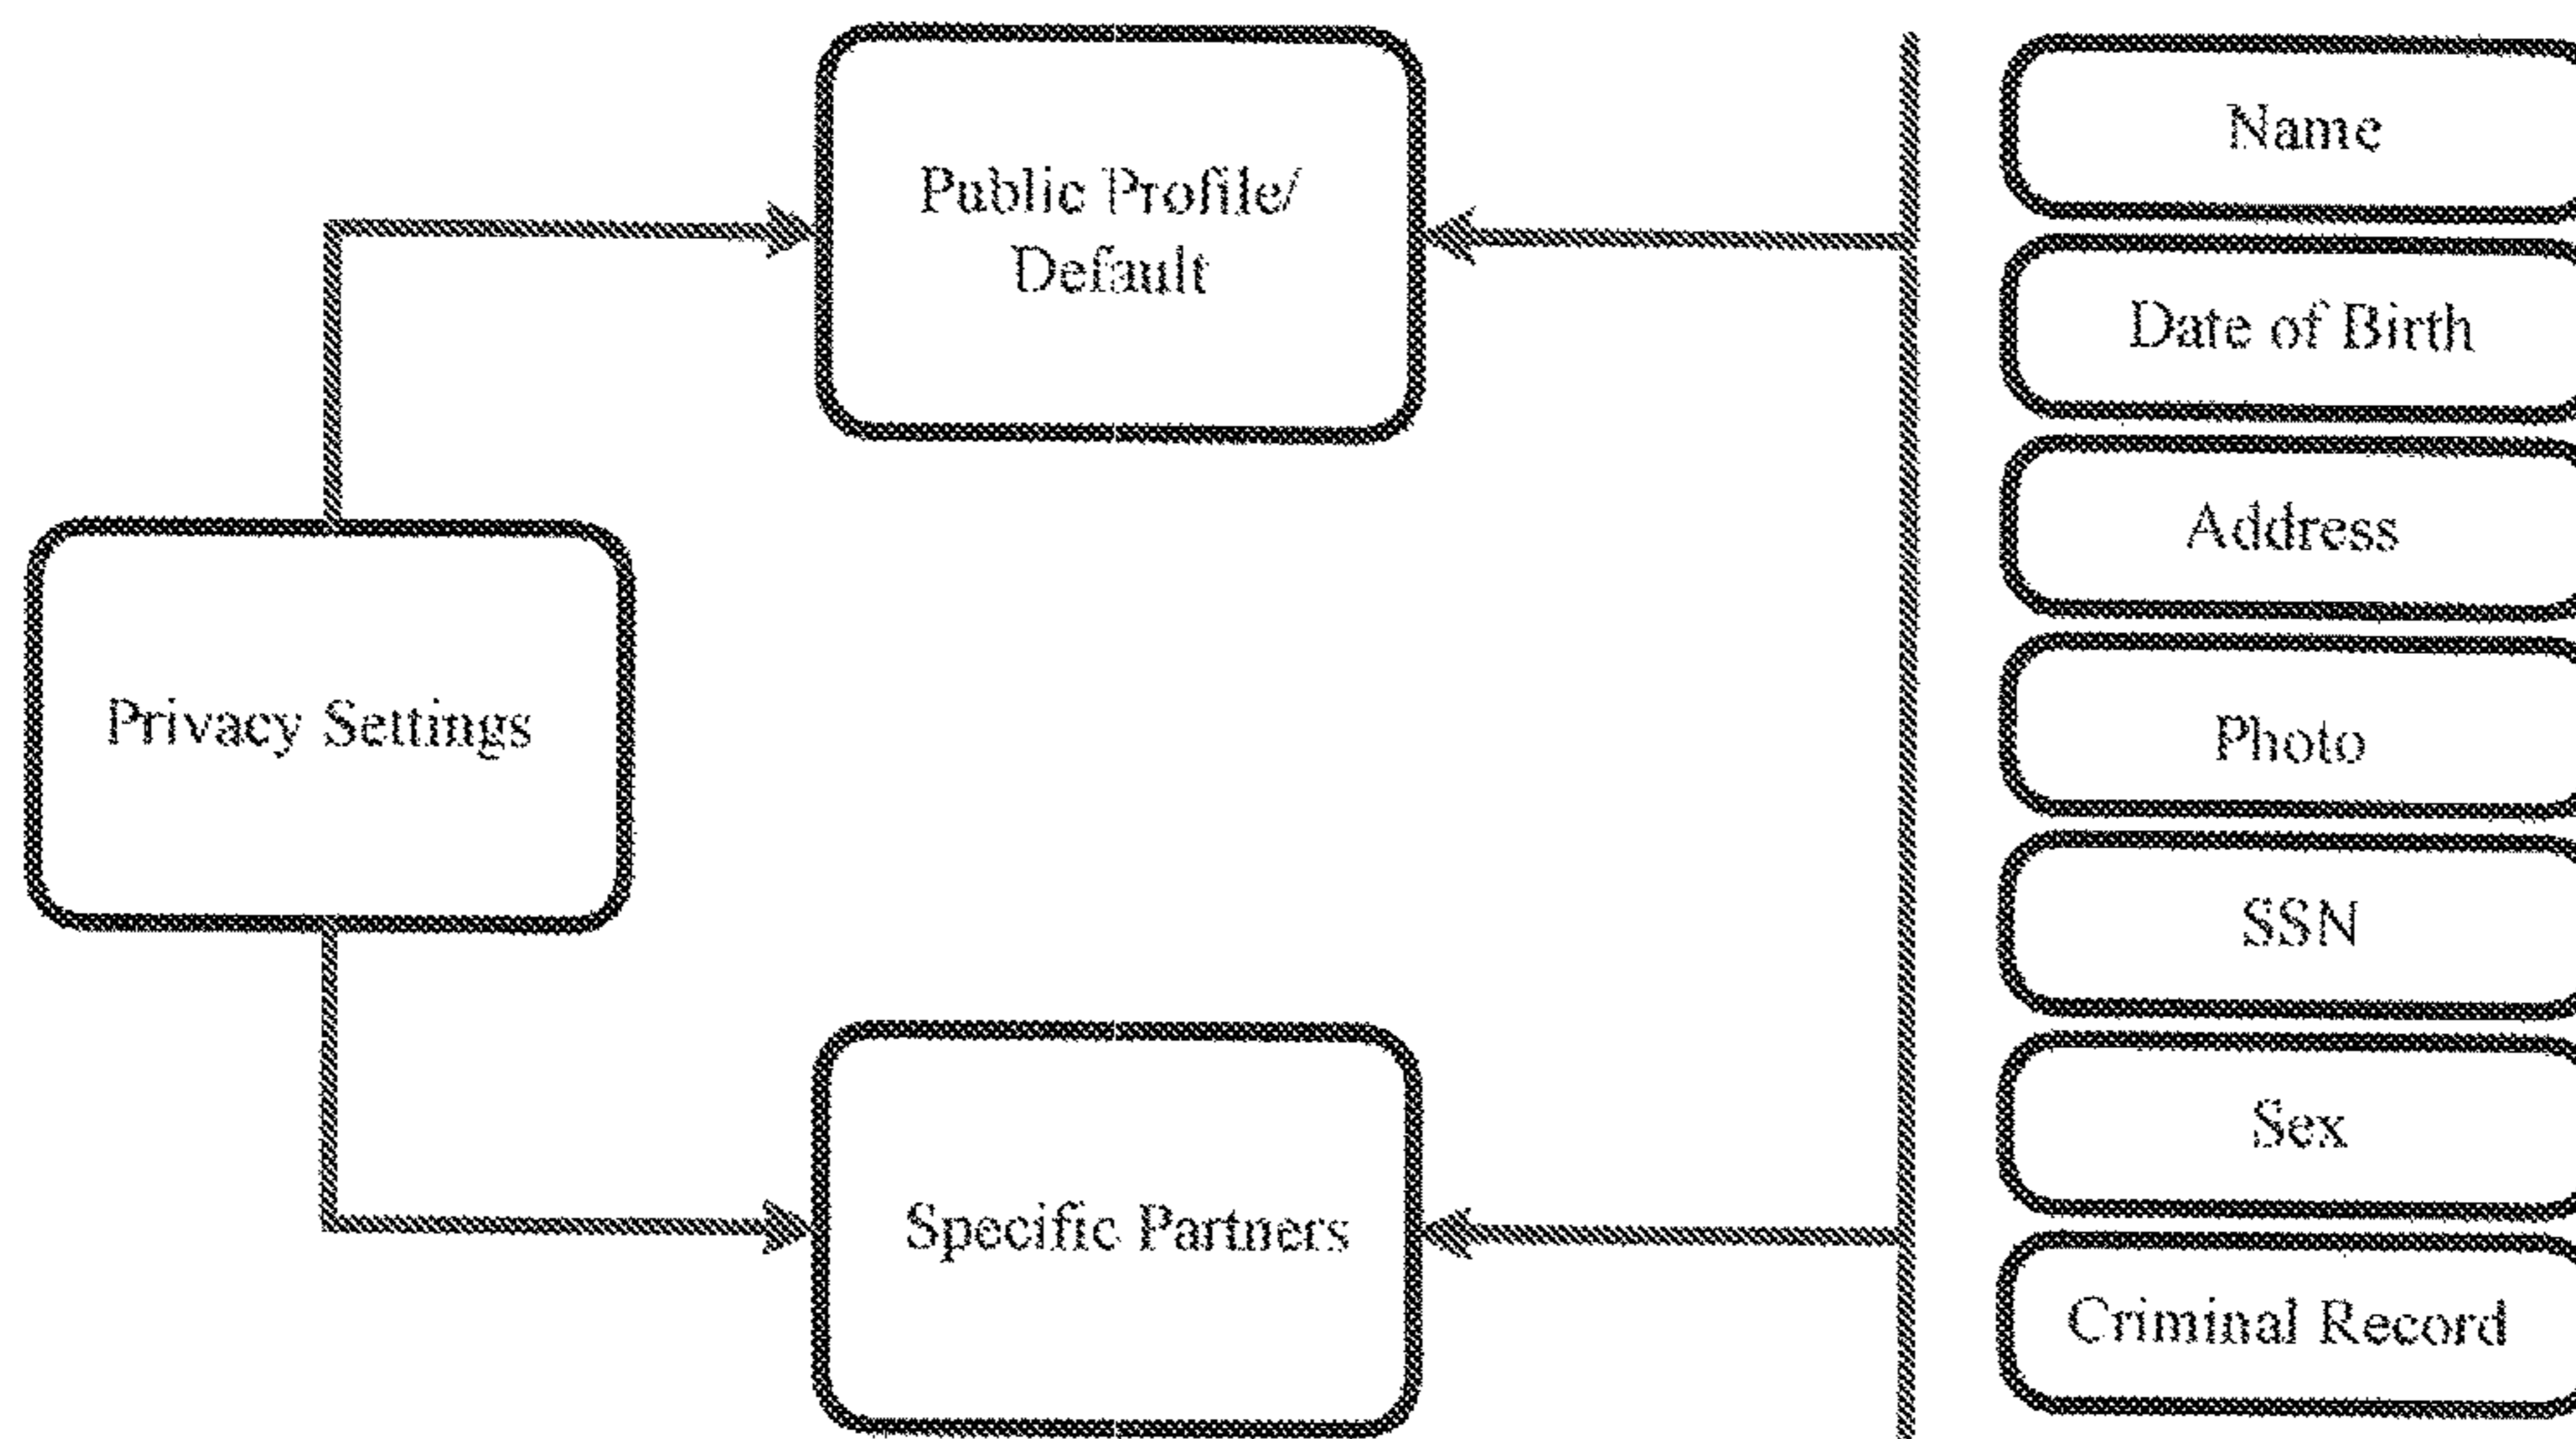 Public Profile/
Default
Privacy Settings
Specific Partners
Name
Date of Birth
Address
Photo
SSN
Sex
Criminal Record